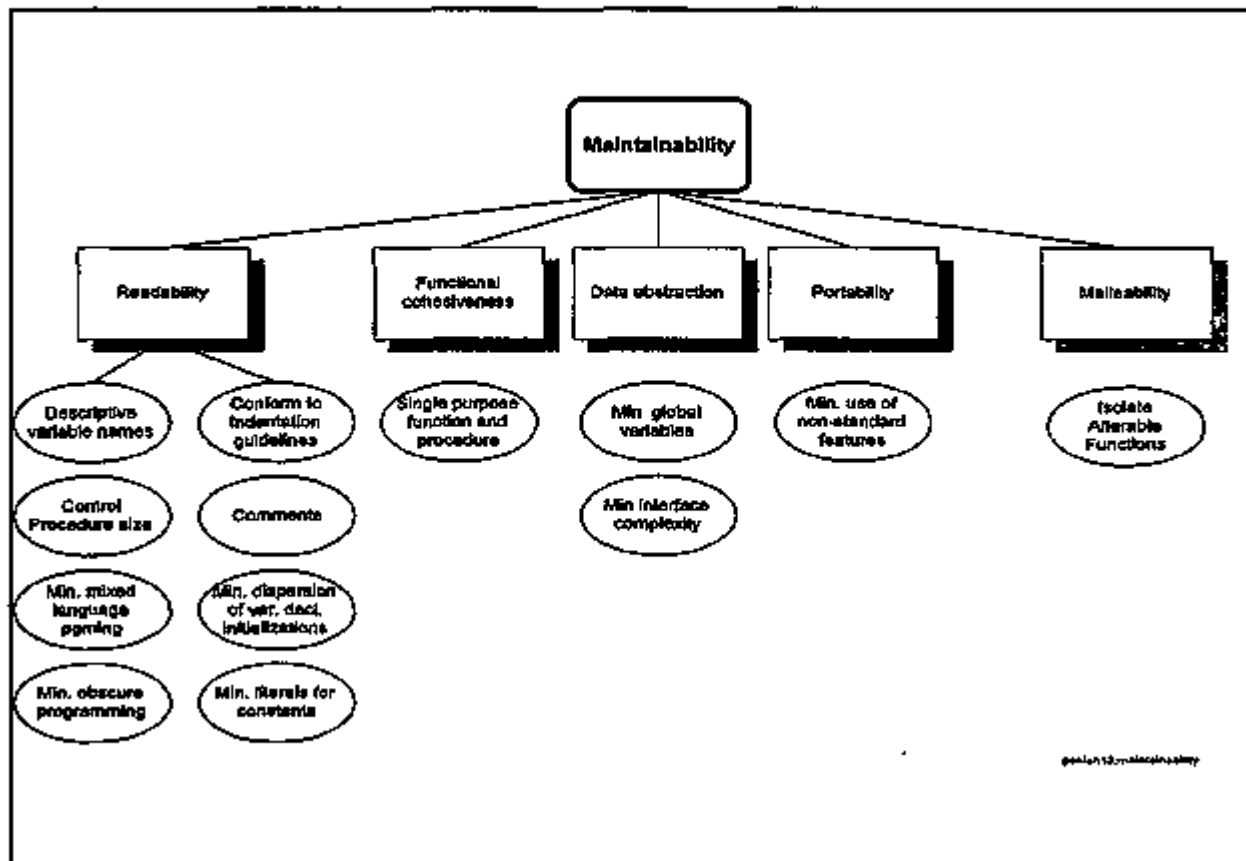 Maintainability
Readability
Functional
cohesiveness
Data abstraction
Portability
Malleability
Descriptive
variable names
Conform to
Indentation
guidelines
Single purpose
function and
procedure
Min global
variables
Min. use of
non-standard
features
Isolate
Alterable
Functions
Control
Procedure size
Comments
Min interface
complexity
Min. mixed
language
pgming
Min. dispersion
of var. decl.
initializations
Min. obscure
programming
Min. literals for
constants